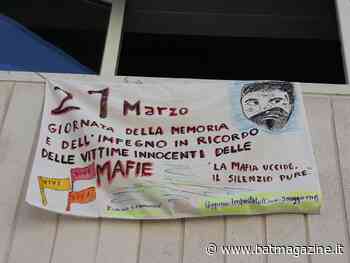 21 Marzo
GIORNATA DELLA MEMORIA
E DELL'IMPEGNO IN RICORDO
DELLE VITTIME INNOCENTI DELLE
MAFIE
"LA MAFIA UCCIDE,
IL SILENZIO PURE"
www.batmagazine.it